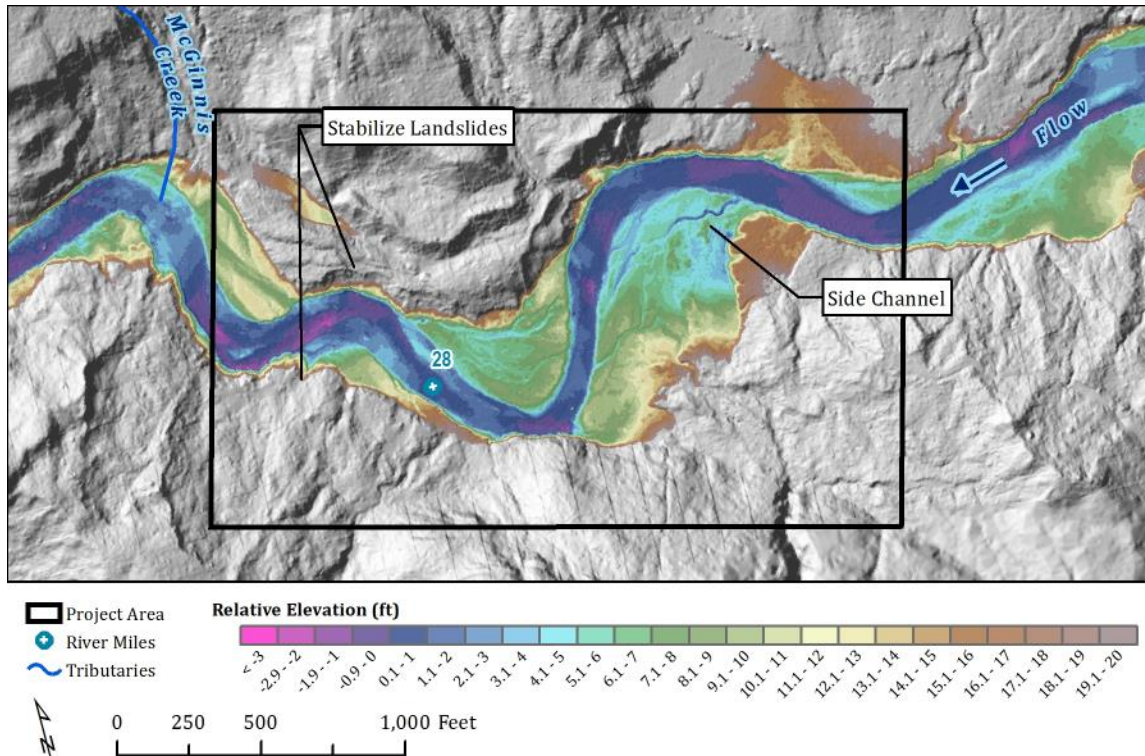 McGinnis
Creek
Stabilize Landslides
Flow
Side Channel
28
Project Area
River Miles
Tributaries
Relative Elevation (ft)
< -3
-2.9 - -2
-1.9 - -1
-0.9 - 0
0.1 - 1
1.1 - 2
2.1 - 3
3.1 - 4
4.1 - 5
5.1 - 6
6.1 - 7
7.1 - 8
8.1 - 9
9.1 - 10
10.1 - 11
11.1 - 12
12.1 - 13
13.1 - 14
14.1 - 15
15.1 - 16
16.1 - 17
17.1 - 18
18.1 - 19
19.1 - 20
N
0 250 500 1,000 Feet